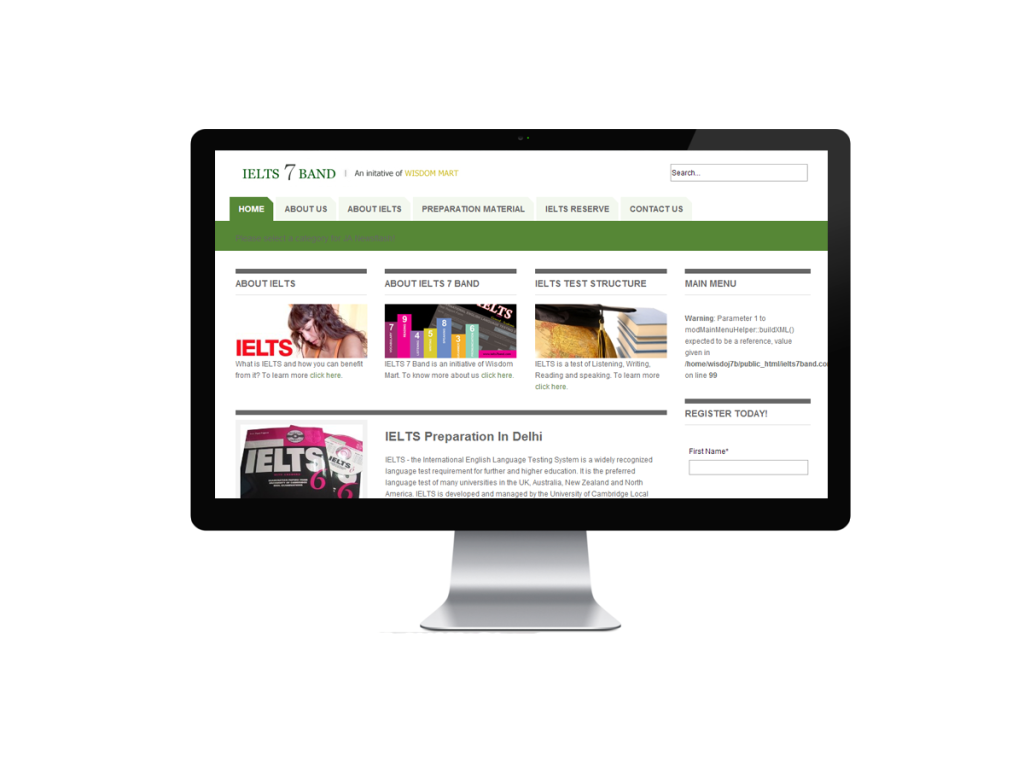 IELTS 7 BAND | An initative of WISDOM MART
Search...
HOME
ABOUT US
ABOUT IELTS
PREPARATION MATERIAL
IELTS RESERVE
CONTACT US
ABOUT IELTS
IELTS
What is IELTS and how you can benefit
from it? To learn more click here.
ABOUT IELTS 7 BAND
IELTS
7 9 4 5 8 3 6
IELTS 7 Band is an initiative of Wisdom
Mart. To know more about us click here.
IELTS TEST STRUCTURE
IELTS is a test of Listening, Writing,
Reading and speaking. To learn more
click here.
MAIN MENU
Warning: Parameter 1 to
modMainMenuHelper::buildXML()
expected to be a reference, value
given in
/home/wisdoj7b/public_html/ielts7band.co
on line 99
REGISTER TODAY!
First Name*
IELTS
6
IELTS
6
IELTS Preparation In Delhi
IELTS - the International English Language Testing System is a widely recognized
language test requirement for further and higher education. It is the preferred
language test of many universities in the UK, Australia, New Zealand and North
America. IELTS is developed and managed by the University of Cambridge Local